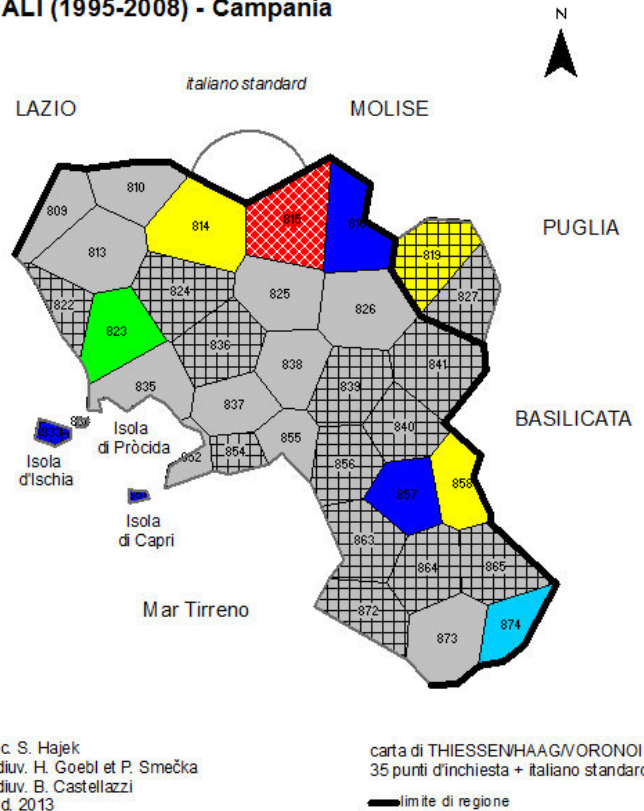 ALI (1995-2008) - Campania
N
italiano standard
LAZIO
MOLISE
810
809
814
815
PUGLIA
813
819
824
825
827
822
826
823
836
838
841
835
839
837
BASILICATA
Isola
di Pròcida
840
855
854
856
Isola
d'Ischia
857
858
Isola
di Capri
863
864
865
Mar Tirreno
872
873
874
c. S. Hajek
diuv. H. Goebl et P. Smečka
diuv. B. Castellazzi
d. 2013
carta di THIESSEN/HAAG/VORONOI
35 punti d'inchiesta + italiano standard
limite di regione